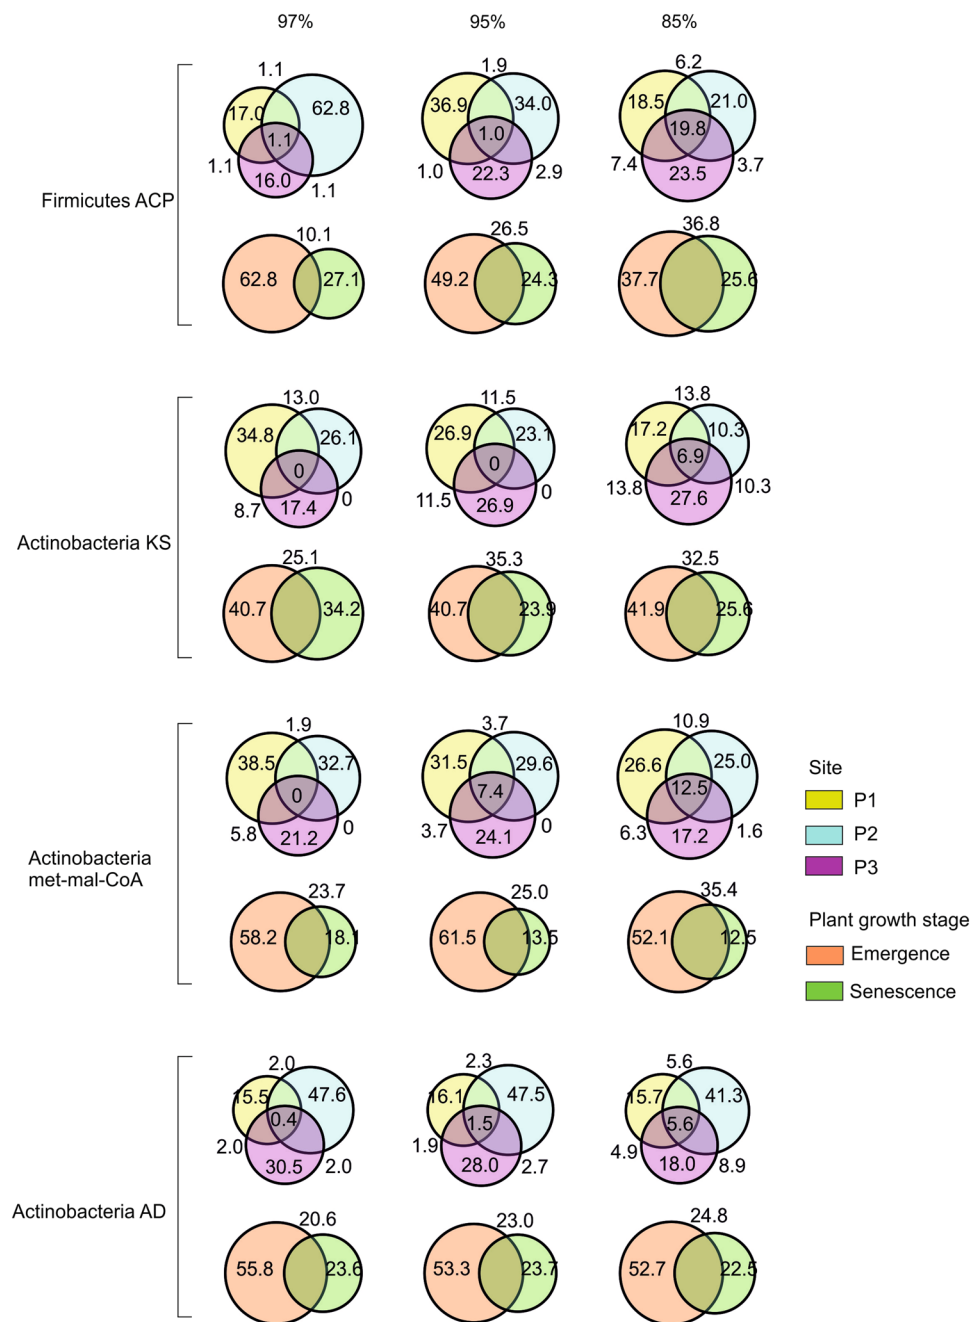 97% 95% 85%
1.1 1.9 6.2
17.0 62.8 36.9 34.0 18.5 21.0
1.1 1.0 19.8
1.1 16.0 1.1 1.0 22.3 2.9 7.4 23.5 3.7
Firmicutes ACP
10.1 26.5 36.8
62.8 27.1 49.2 24.3 37.7 25.6
13.0 11.5 13.8
34.8 26.1 26.9 23.1 17.2 10.3
0 0 6.9
8.7 17.4 0 11.5 26.9 0 13.8 27.6 10.3
Actinobacteria KS
25.1 35.3 32.5
40.7 34.2 40.7 23.9 41.9 25.6
1.9 3.7 10.9
38.5 32.7 31.5 29.6 26.6 25.0
0 7.4 12.5
5.8 21.2 0 3.7 24.1 0 6.3 17.2 1.6
Actinobacteria
met-mal-CoA
23.7 25.0 35.4
58.2 18.1 61.5 13.5 52.1 12.5
Site
P1
P2
P3
Plant growth stage
Emergence
Senescence
2.0 2.3 5.6
15.5 47.6 16.1 47.5 15.7 41.3
0.4 1.5 5.6
2.0 30.5 2.0 1.9 28.0 2.7 4.9 18.0 8.9
Actinobacteria AD
20.6 23.0 24.8
55.8 23.6 53.3 23.7 52.7 22.5